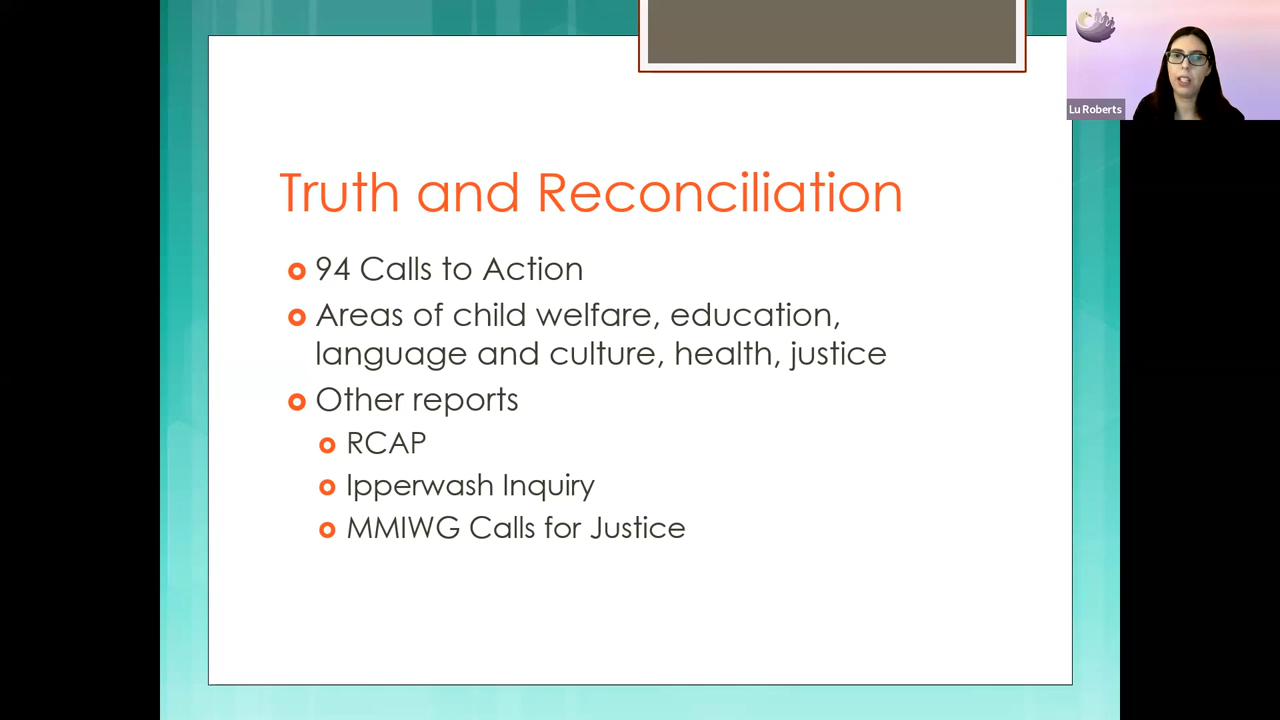 Truth and Reconciliation
94 Calls to Action
Areas of child welfare, education,
language and culture, health, justice
Other reports
RCAP
Ipperwash Inquiry
MMIWG Calls for Justice
Lu Roberts